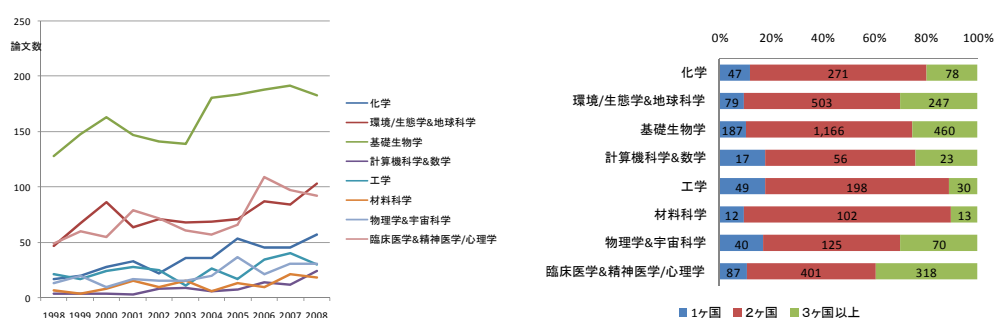 250
論文数
200
150
100
50
0
1998 1999 2000 2001 2002 2003 2004 2005 2006 2007 2008
化学
環境/生態学&地球科学
基礎生物学
計算機科学&数学
工学
材料科学
物理学&宇宙科学
臨床医学&精神医学/心理学
0% 20% 40% 60% 80% 100%
化学 47 271 78
環境/生態学&地球科学 79 503 247
基礎生物学 187 1,166 460
計算機科学&数学 17 56 23
工学 49 198 30
材料科学 12 102 13
物理学&宇宙科学 40 125 70
臨床医学&精神医学/心理学 87 401 318
1ヶ国 2ヶ国 3ヶ国以上